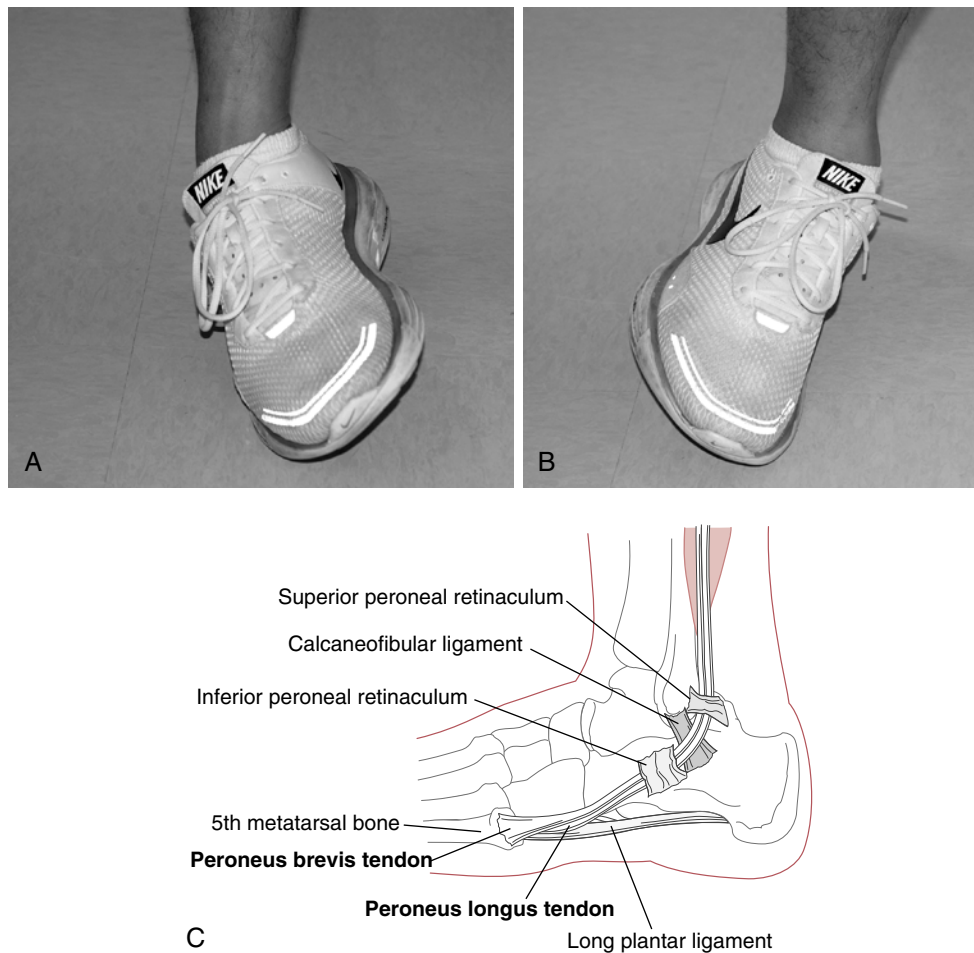 NIKE
A
NIKE
B
Superior peroneal retinaculum
Calcaneofibular ligament
Inferior peroneal retinaculum
5th metatarsal bone
Peroneus brevis tendon
Peroneus longus tendon
C
Long plantar ligament